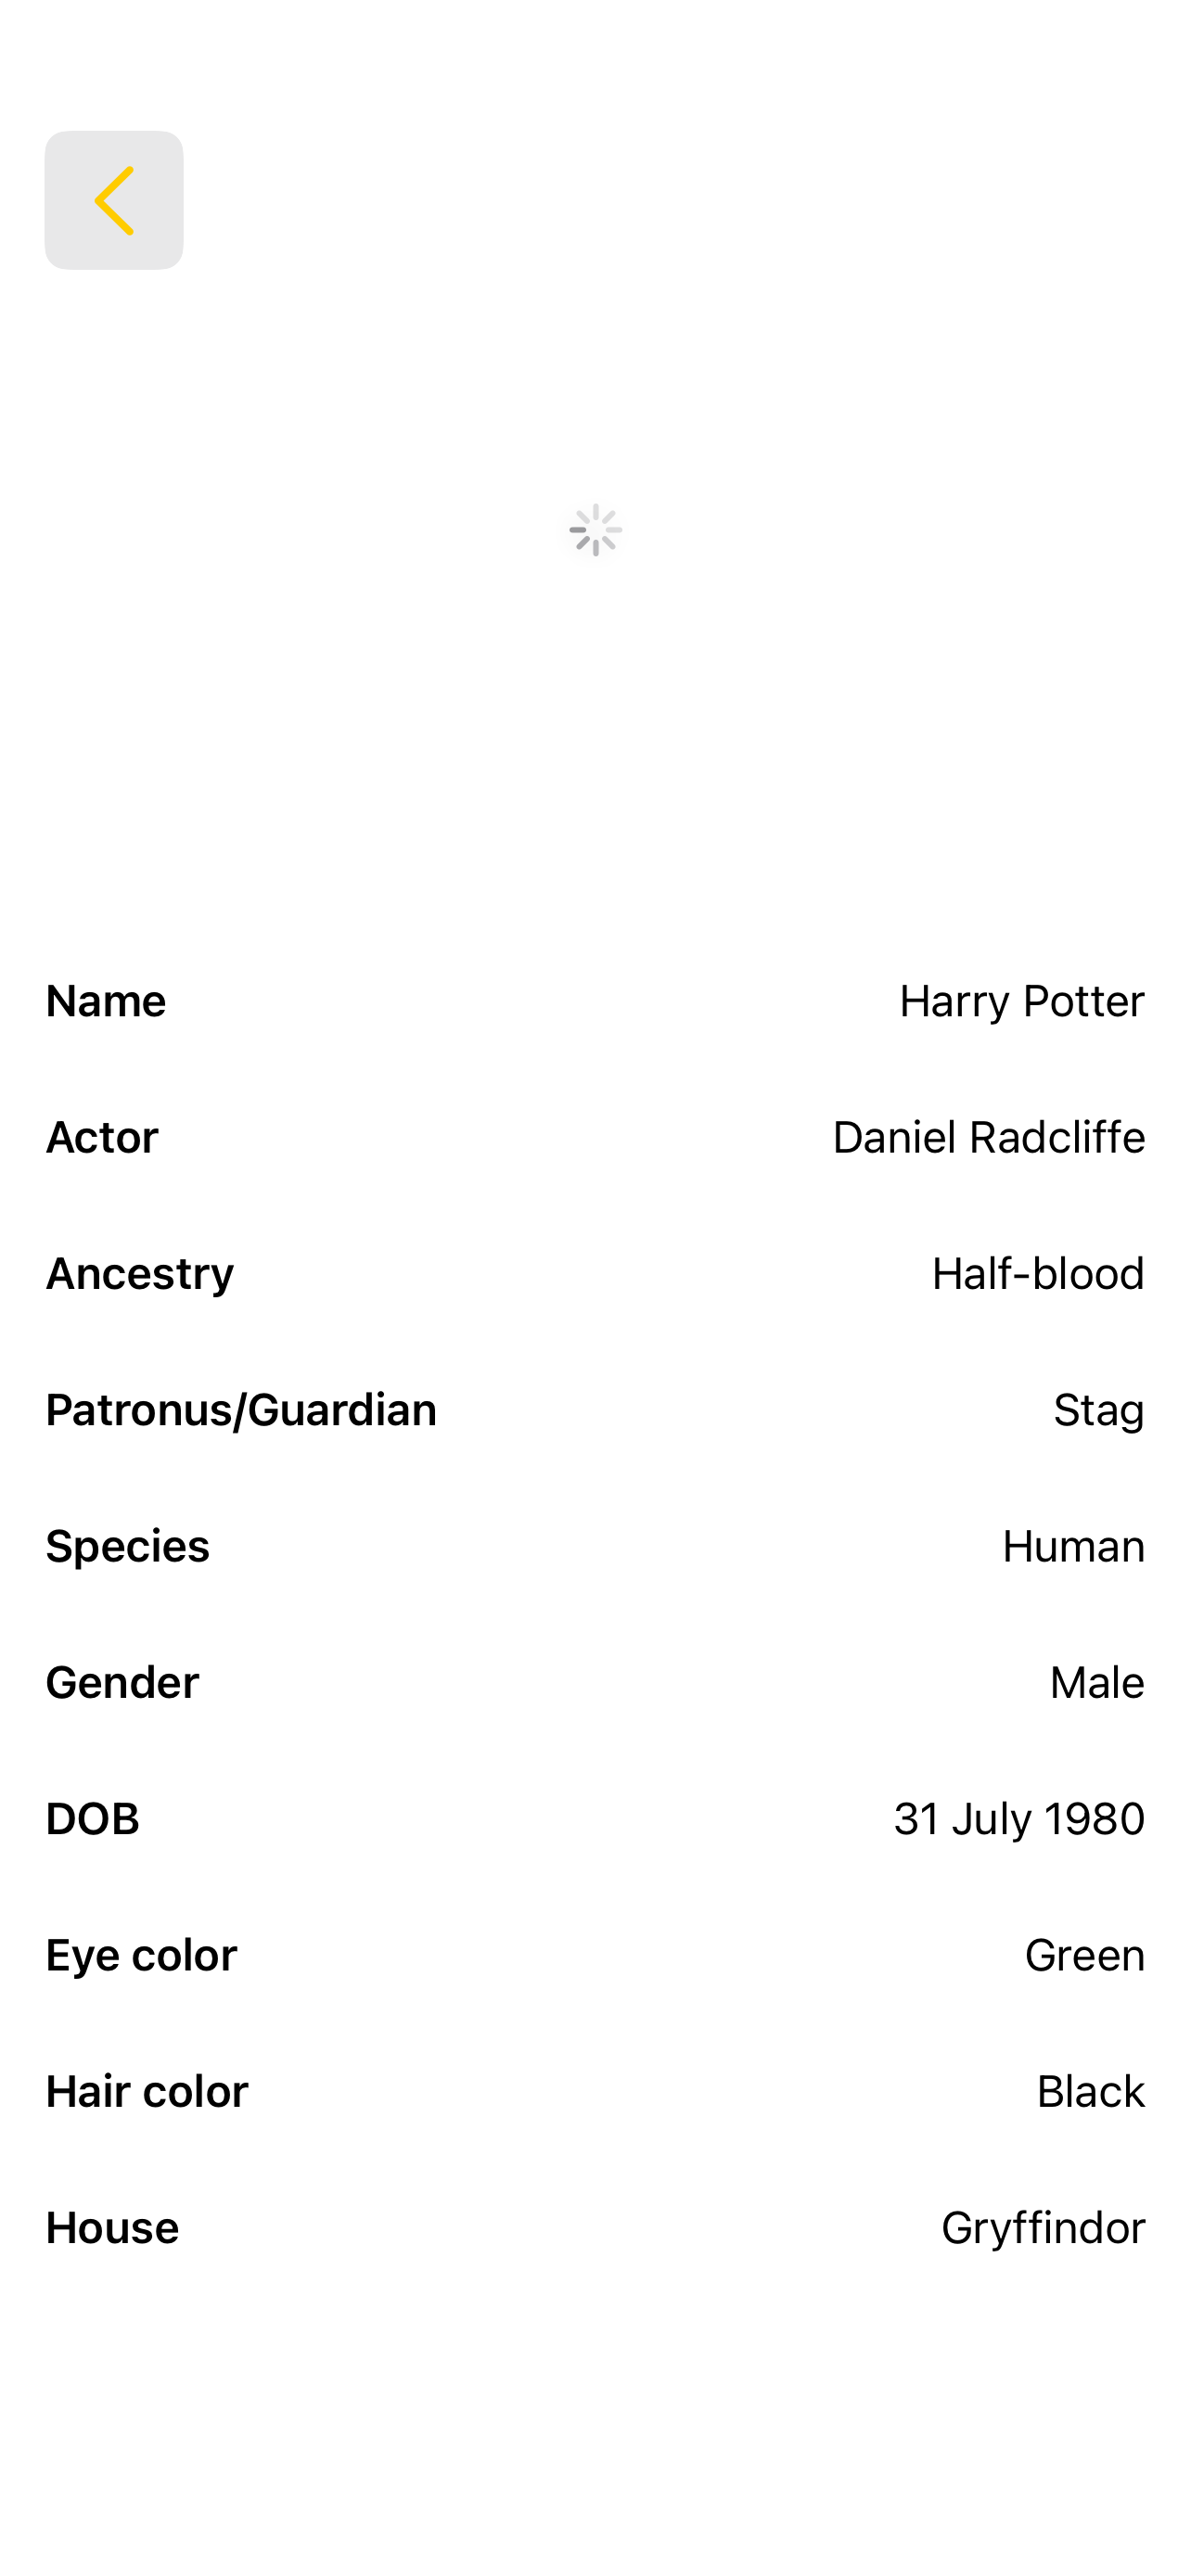 Name Harry Potter
Actor Daniel Radcliffe
Ancestry Half-blood
Patronus/Guardian Stag
Species Human
Gender Male
DOB 31 July 1980
Eye color Green
Hair color Black
House Gryffindor